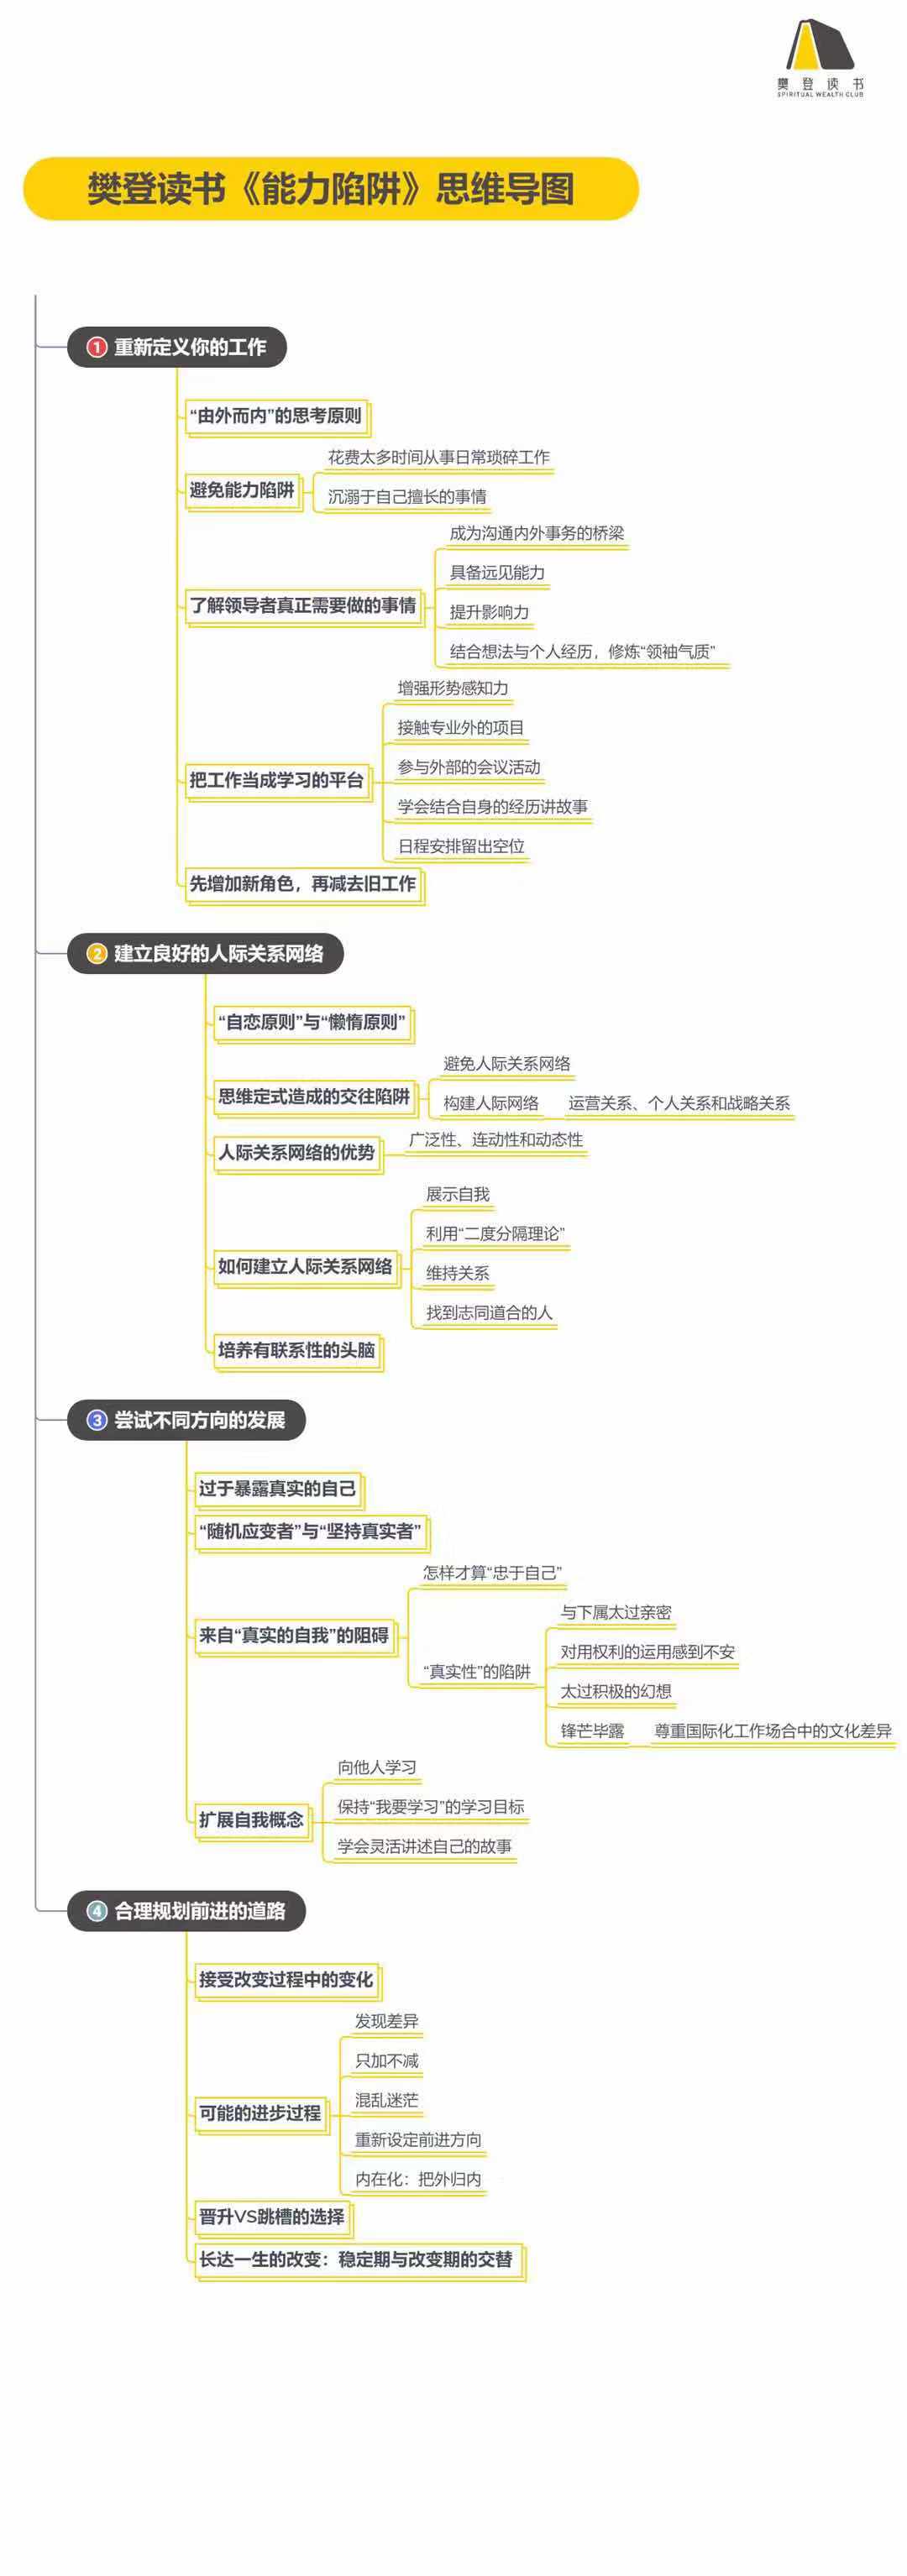 樊登读书
SPIRITUAL WEALTH CLUB
樊登读书《能力陷阱》思维导图
1 重新定义你的工作
“由外而内”的思考原则
避免能力陷阱
花费太多时间从事日常琐碎工作
沉溺于自己擅长的事情
了解领导者真正需要做的事情
成为沟通内外事务的桥梁
具备远见能力
提升影响力
结合想法与个人经历，修炼“领袖气质”
把工作当成学习的平台
增强形势感知力
接触专业外的项目
参与外部的会议活动
学会结合自身的经历讲故事
日程安排留出空位
先增加新角色，再减去旧工作
2 建立良好的人际关系网络
“自恋原则”与“懒惰原则”
思维定式造成的交往陷阱
避免人际关系网络
构建人际网络
运营关系、个人关系和战略关系
人际关系网络的优势
广泛性、连动性和动态性
如何建立人际关系网络
展示自我
利用“二度分隔理论”
维持关系
找到志同道合的人
培养有联系性的头脑
3 尝试不同方向的发展
过于暴露真实的自己
“随机应变者”与“坚持真实者”
来自“真实的自我”的阻碍
怎样才算“忠于自己”
“真实性”的陷阱
与下属太过亲密
对用权利的运用感到不安
太过积极的幻想
锋芒毕露
尊重国际化工作场合中的文化差异
扩展自我概念
向他人学习
保持“我要学习”的学习目标
学会灵活讲述自己的故事
4 合理规划前进的道路
接受改变过程中的变化
可能的进步过程
发现差异
只加不减
混乱迷茫
重新设定前进方向
内在化：把外归内
晋升VS跳槽的选择
长达一生的改变：稳定期与改变期的交替